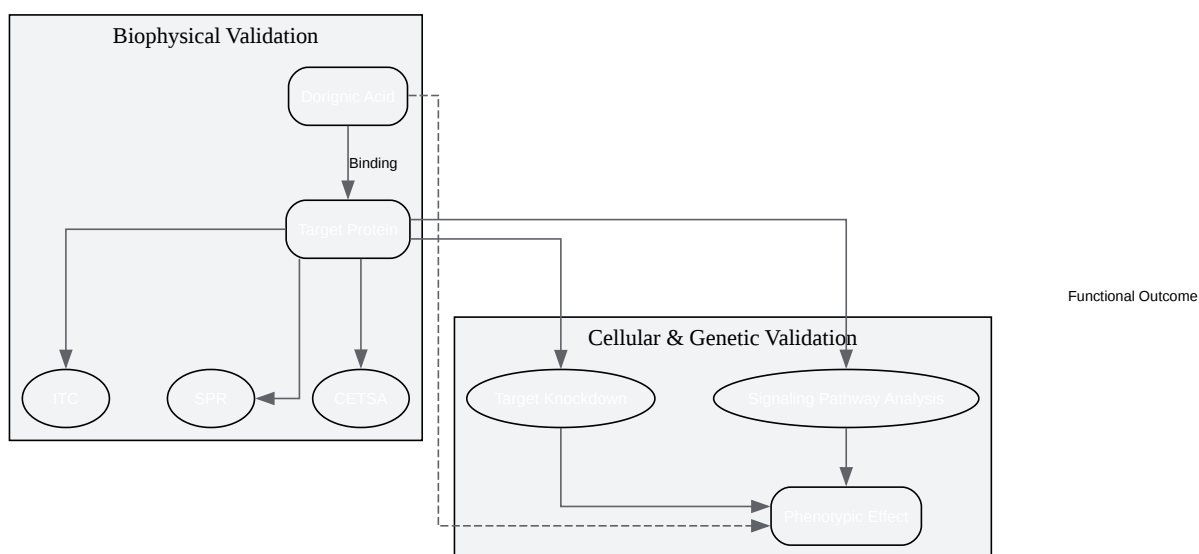 Biophysical Validation
Dorignic Acid
Binding
Target Protein
Functional Outcome
Cellular & Genetic Validation
ITC
SPR
CETSA
Target Knockdown
Signaling Pathway Analysis
Phenotypic Effect